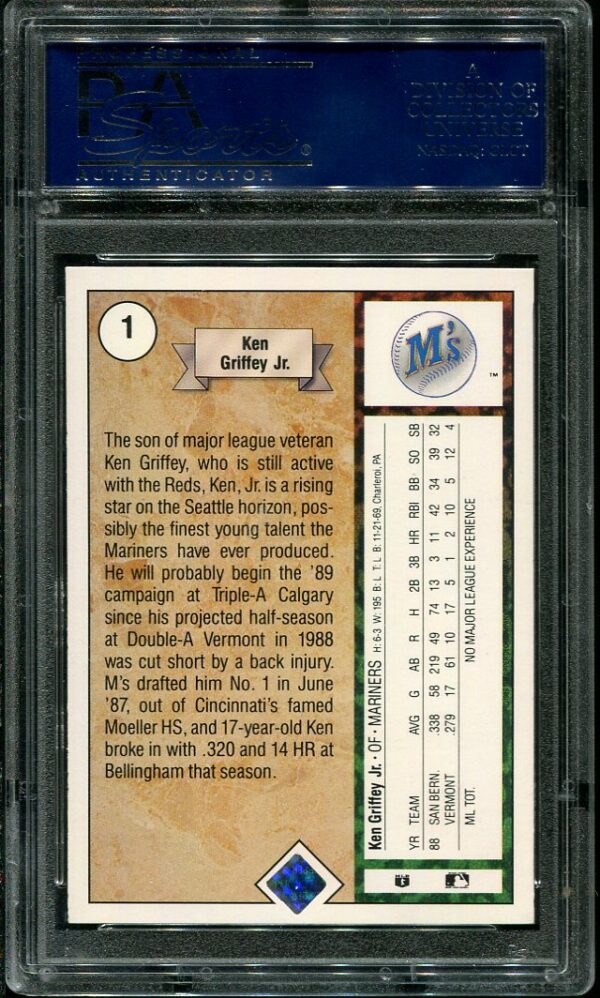 PROFESSIONAL
PSA
Sports®
AUTHENTICATOR
A
DIVISION OF
COLLECTORS
UNIVERSE
NASDAQ: CLCT
1
Ken
Griffey Jr.
M's
TM
The son of major league veteran
Ken Griffey, who is still active
with the Reds, Ken, Jr. is a rising
star on the Seattle horizon, pos-
sibly the finest young talent the
Mariners have ever produced.
He will probably begin the '89
campaign at Triple-A Calgary
since his projected half-season
at Double-A Vermont in 1988
was cut short by a back injury.
M's drafted him No. 1 in June
'87, out of Cincinnati's famed
Moeller HS, and 17-year-old Ken
broke in with .320 and 14 HR at
Bellingham that season.
Ken Griffey Jr. • OF • MARINERS H: 6-3 W: 195 B: L T: L B: 11-21-69, Charleroi, PA
YR TEAM AVG G AB R H 2B 3B HR RBI BB SO SB
88 SAN BERN. .338 58 219 49 74 13 3 11 42 34 39 32
VERMONT .279 17 61 10 17 5 1 2 10 5 12 4
ML TOT. NO MAJOR LEAGUE EXPERIENCE